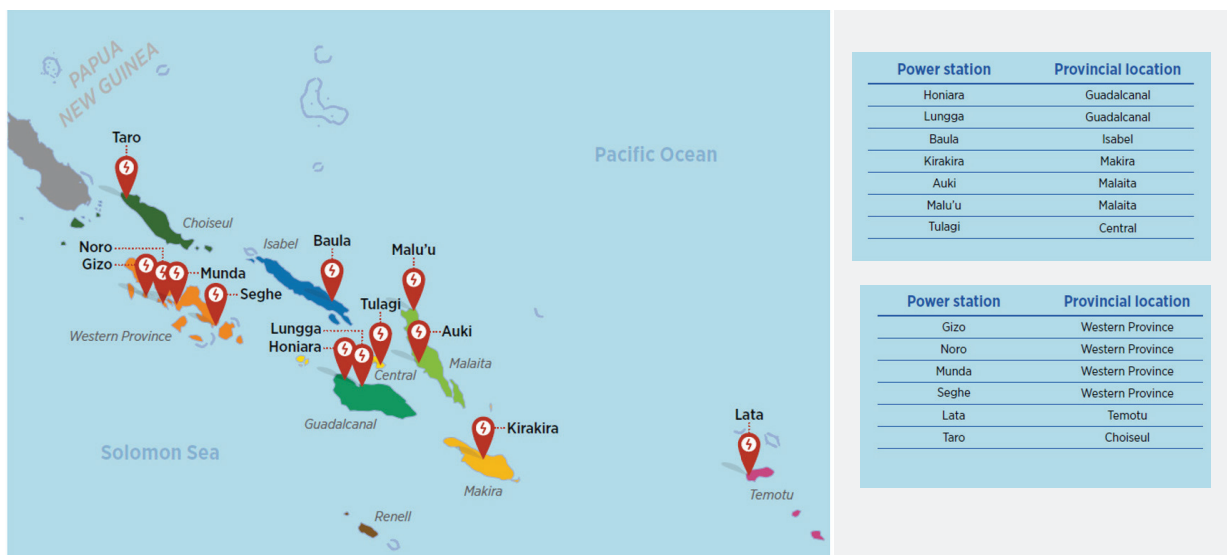 PAPUA
NEW GUINEA
Taro
Pacific Ocean
Choiseul
Noro
Gizo
Munda
Seghe
Western Province
Isabel
Baula
Malu’u
Tulagi
Lungga
Honiara
Auki
Central
Malaita
Guadalcanal
Kirakira
Lata
Solomon Sea
Makira
Temotu
Renell
Power station Provincial location
Honiara Guadalcanal
Lungga Guadalcanal
Baula Isabel
Kirakira Makira
Auki Malaita
Malu’u Malaita
Tulagi Central
Power station Provincial location
Gizo Western Province
Noro Western Province
Munda Western Province
Seghe Western Province
Lata Temotu
Taro Choiseul